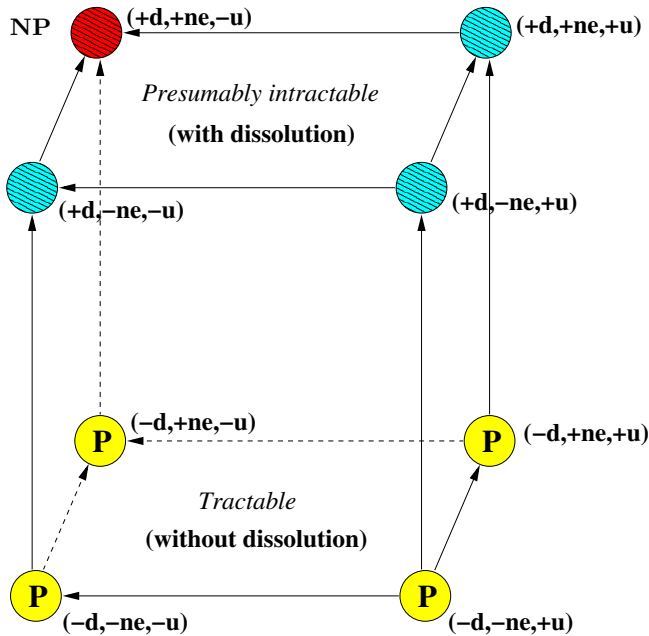 NP
(+d,+ne,−u)
(+d,+ne,+u)
Presumably intractable
(with dissolution)
(+d,−ne,−u)
(+d,−ne,+u)
(−d,+ne,−u)
P
P
(−d,+ne,+u)
Tractable
(without dissolution)
P
P
(−d,−ne,−u)
(−d,−ne,+u)